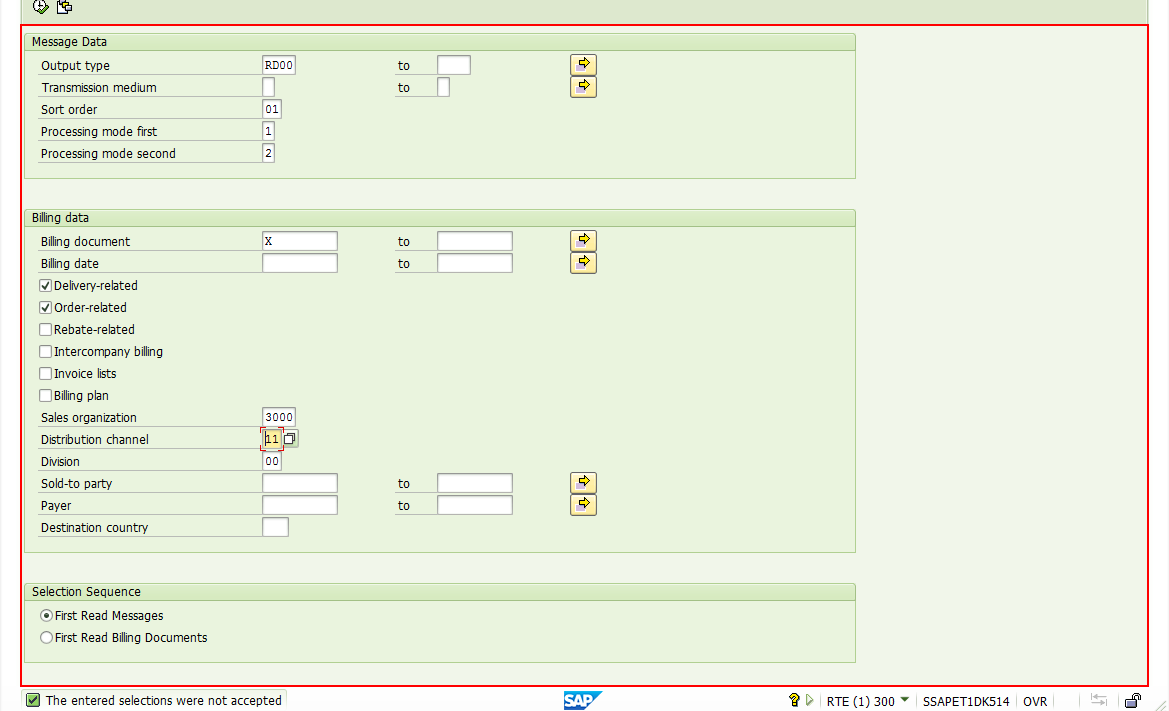 Message Data
Output type RD00 to
Transmission medium to
Sort order 01
Processing mode first 1
Processing mode second 2
Billing data
Billing document X to
Billing date to
Delivery-related
Order-related
Rebate-related
Intercompany billing
Invoice lists
Billing plan
Sales organization 3000
Distribution channel 11
Division 00
Sold-to party to
Payer to
Destination country
Selection Sequence
First Read Messages
First Read Billing Documents
The entered selections were not accepted SAP RTE (1) 300 SSAPET1DK514 OVR